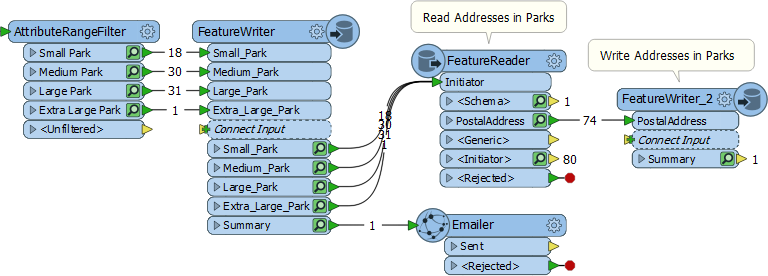 Read Addresses in Parks
AttributeRangeFilter
FeatureWriter
Small Park
18
Small_Park
Medium Park
30
Medium_Park
Large Park
31
Large_Park
Extra Large Park
1
Extra_Large_Park
<Unfiltered>
Connect Input
Small_Park
Medium_Park
Large_Park
Extra_Large_Park
Summary
1
18
30
31
1
FeatureReader
Initiator
<Schema>
1
PostalAddress
74
<Generic>
<Initiator>
80
<Rejected>
Write Addresses in Parks
FeatureWriter_2
PostalAddress
Connect Input
Summary
1
Emailer
Sent
<Rejected>